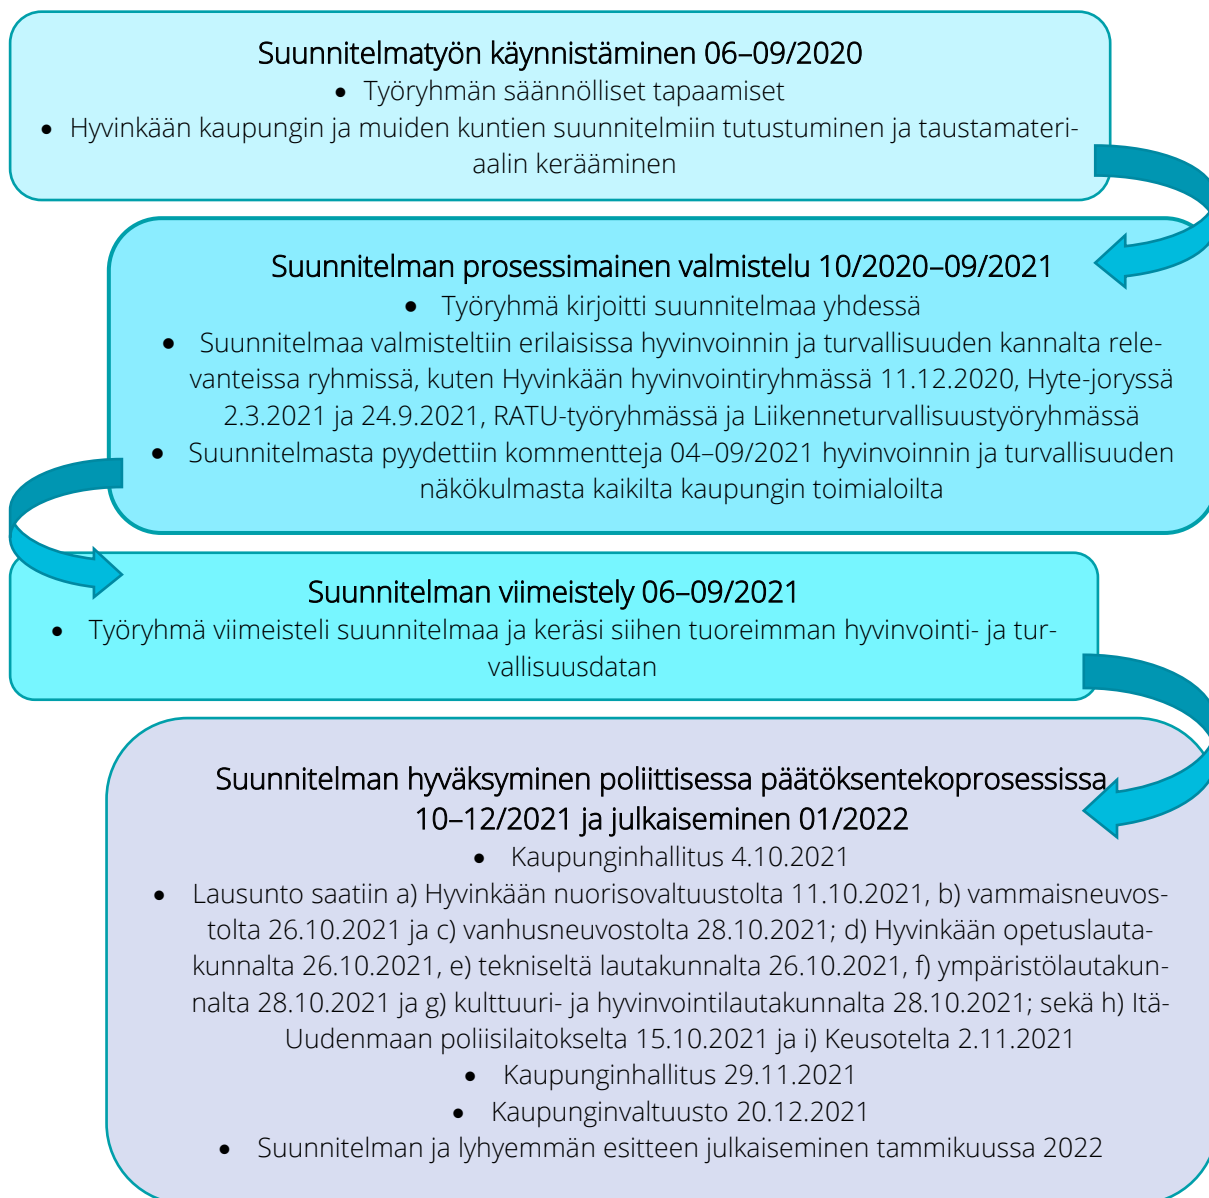 Suunnitelmatyön käynnistäminen 06–09/2020
• Työryhmän säännölliset tapaamiset
• Hyvinkään kaupungin ja muiden kuntien suunnitelmiin tutustuminen ja taustamateri-
aalin kerääminen
Suunnitelman prosessimainen valmistelu 10/2020–09/2021
• Työryhmä kirjoitti suunnitelmaa yhdessä
• Suunnitelmaa valmisteltiin erilaisissa hyvinvoinnin ja turvallisuuden kannalta rele-
vanteissa ryhmissä, kuten Hyvinkään hyvinvointiryhmässä 11.12.2020, Hyte-joryssä
2.3.2021 ja 24.9.2021, RATU-työryhmässä ja Liikenneturvallisuustyöryhmässä
• Suunnitelmasta pyydettiin kommentteja 04–09/2021 hyvinvoinnin ja turvallisuuden
näkökulmasta kaikilta kaupungin toimialoilta
Suunnitelman viimeistely 06–09/2021
• Työryhmä viimeisteli suunnitelmaa ja keräsi siihen tuoreimman hyvinvointi- ja tur-
vallisuusdatan
Suunnitelman hyväksyminen poliittisessa päätöksentekoprosessissa
10–12/2021 ja julkaiseminen 01/2022
• Kaupunginhallitus 4.10.2021
• Lausunto saatiin a) Hyvinkään nuorisovaltuustolta 11.10.2021, b) vammaisneuvos-
tolta 26.10.2021 ja c) vanhusneuvostolta 28.10.2021; d) Hyvinkään opetuslauta-
kunnalta 26.10.2021, e) tekniseltä lautakunnalta 26.10.2021, f) ympäristölautakun-
nalta 28.10.2021 ja g) kulttuuri- ja hyvinvointilautakunnalta 28.10.2021; sekä h) Itä-
Uudenmaan poliisilaitokselta 15.10.2021 ja i) Keusotelta 2.11.2021
• Kaupunginhallitus 29.11.2021
• Kaupunginvaltuusto 20.12.2021
• Suunnitelman ja lyhyemmän esitteen julkaiseminen tammikuussa 2022